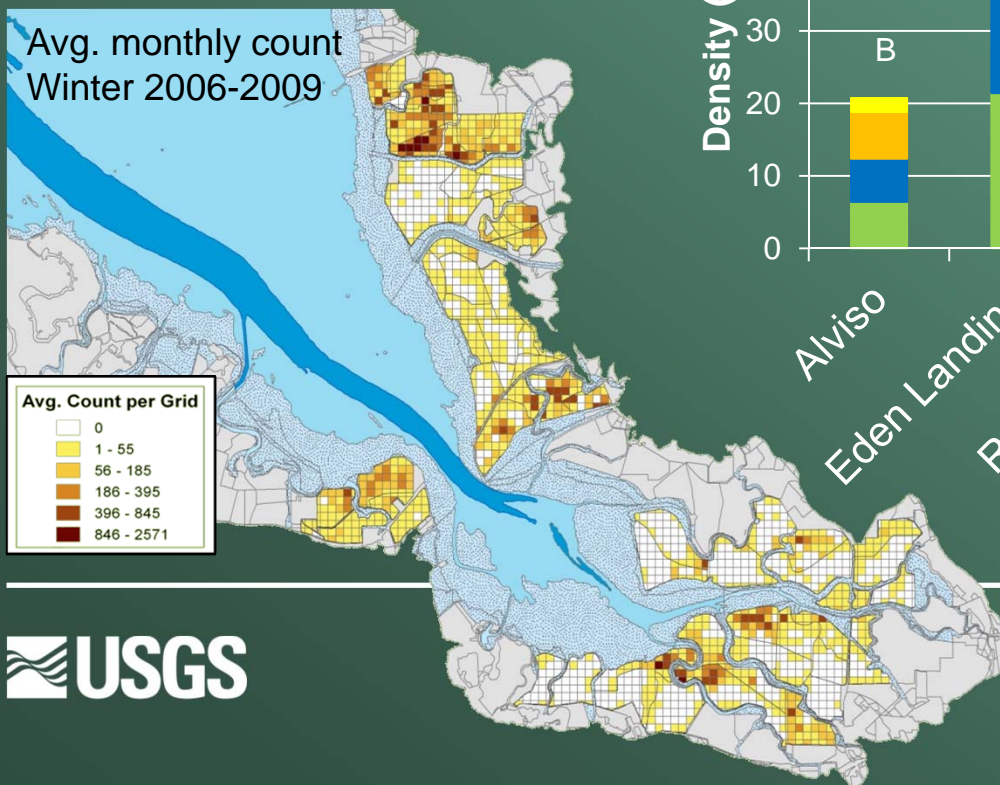 Avg. monthly count
Winter 2006-2009
Density (
30
20
10
0
B
Alviso
Eden Landin
Avg. Count per Grid
0
1 - 55
56 - 185
186 - 395
396 - 845
846 - 2571
USGS